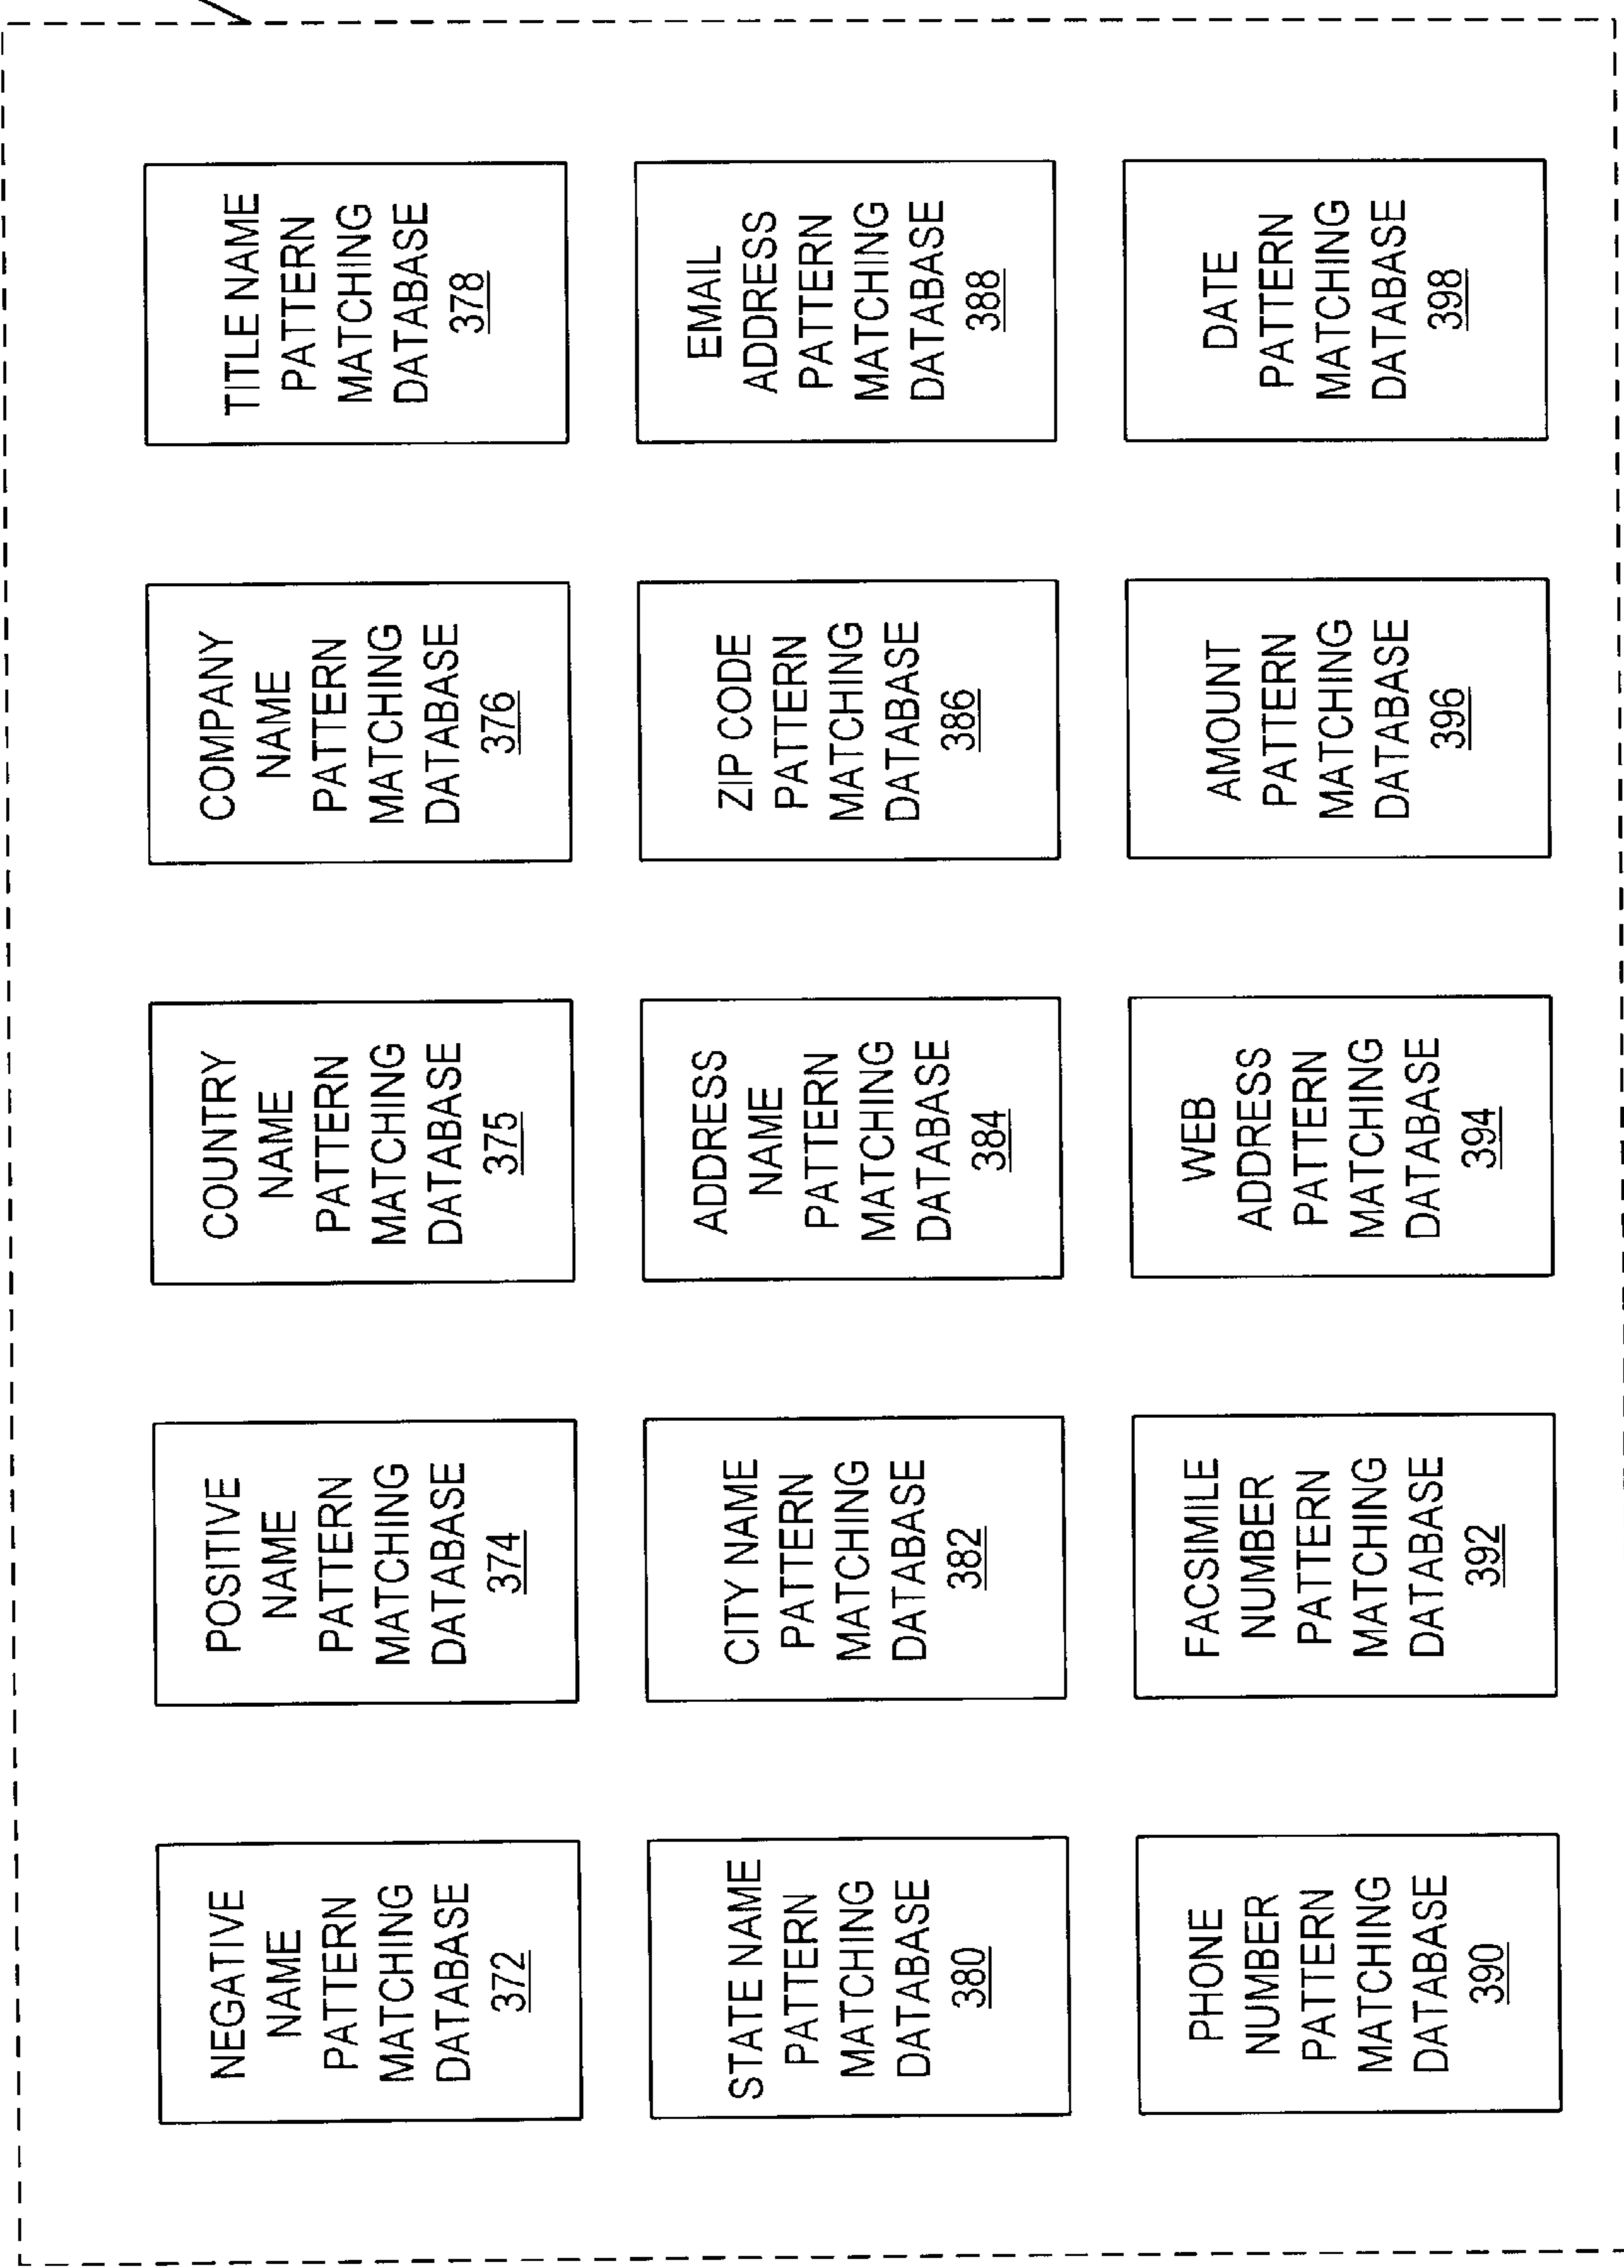 NEGATIVE
NAME
PATTERN
MATCHING
DATABASE
372
POSITIVE
NAME
PATTERN
MATCHING
DATABASE
374
COUNTRY
NAME
PATTERN
MATCHING
DATABASE
375
COMPANY
NAME
PATTERN
MATCHING
DATABASE
376
TITLE NAME
PATTERN
MATCHING
DATABASE
378
STATE NAME
PATTERN
MATCHING
DATABASE
380
CITY NAME
PATTERN
MATCHING
DATABASE
382
ADDRESS
NAME
PATTERN
MATCHING
DATABASE
384
ZIP CODE
PATTERN
MATCHING
DATABASE
386
EMAIL
ADDRESS
PATTERN
MATCHING
DATABASE
388
PHONE
NUMBER
PATTERN
MATCHING
DATABASE
390
FACSIMILE
NUMBER
PATTERN
MATCHING
DATABASE
392
WEB
ADDRESS
PATTERN
MATCHING
DATABASE
394
AMOUNT
PATTERN
MATCHING
DATABASE
396
DATE
PATTERN
MATCHING
DATABASE
398